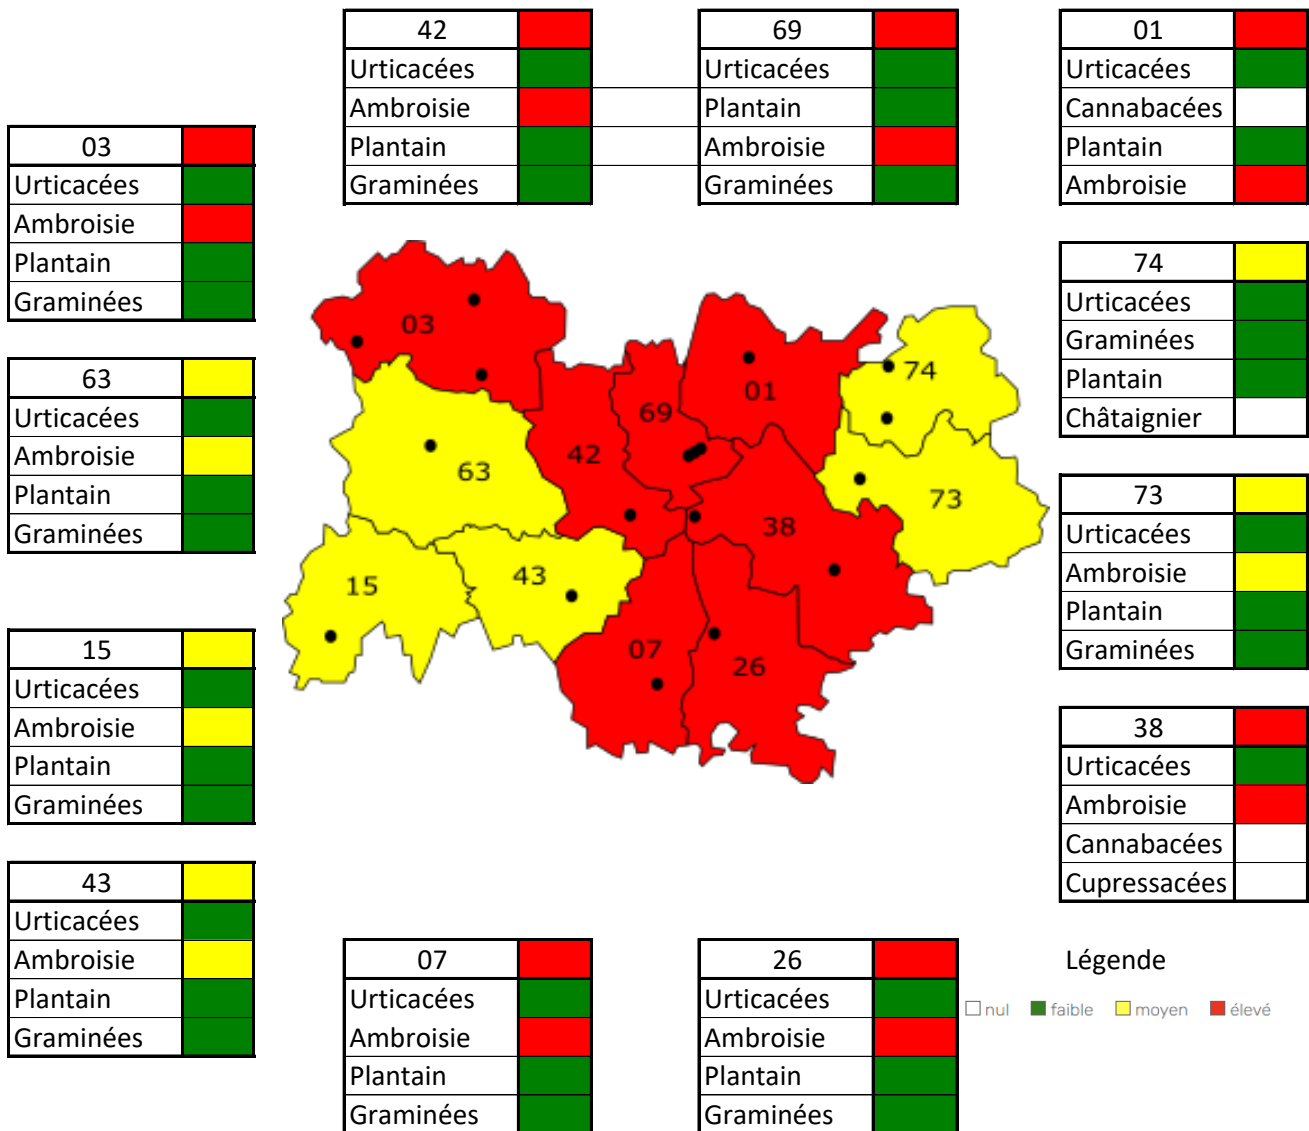 42
Urticacées
Ambroisie
Plantain
Graminées
69
Urticacées
Plantain
Ambroisie
Graminées
01
Urticacées
Cannabacées
Plantain
Ambroisie
03
Urticacées
Ambroisie
Plantain
Graminées
74
Urticacées
Graminées
Plantain
Châtaignier
63
Urticacées
Ambroisie
Plantain
Graminées
73
Urticacées
Ambroisie
Plantain
Graminées
15
Urticacées
Ambroisie
Plantain
Graminées
38
Urticacées
Ambroisie
Cannabacées
Cupressacées
43
Urticacées
Ambroisie
Plantain
Graminées
07
Urticacées
Ambroisie
Plantain
Graminées
26
Urticacées
Ambroisie
Plantain
Graminées
03
74
01
69
42
63
73
38
43
15
07
26
Légende
nul faible moyen élevé